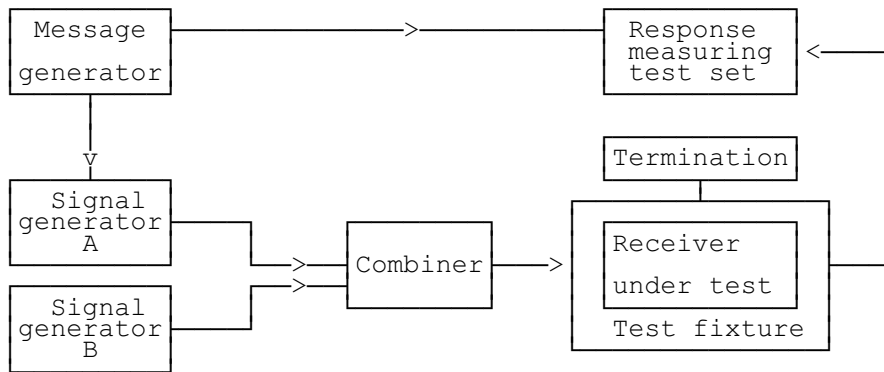 Message
generator
Response
measuring
test set
Termination
Signal
generator
A
Combiner
Receiver
under test
Test fixture
Signal
generator
B